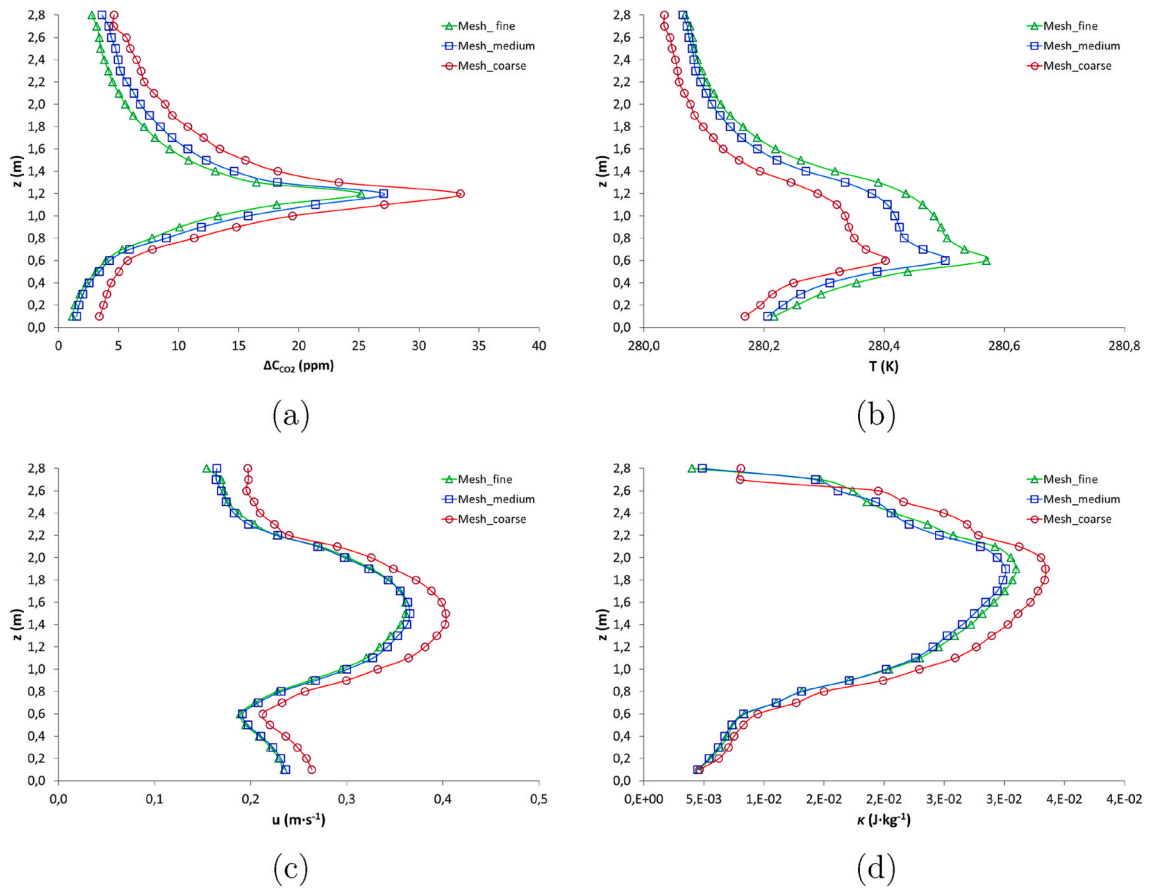 2,8
2,6
2,4
2,2
2,0
1,8
1,6
1,4
1,2
1,0
0,8
0,6
0,4
0,2
0,0
z (m)
0 5 10 15 20 25 30 35 40
ΔC_CO2 (ppm)
Mesh_ fine
Mesh_medium
Mesh_coarse
(a)
2,8
2,6
2,4
2,2
2,0
1,8
1,6
1,4
1,2
1,0
0,8
0,6
0,4
0,2
0,0
z (m)
280,0 280,2 280,4 280,6 280,8
T (K)
Mesh_fine
Mesh_medium
Mesh_coarse
(b)
2,8
2,6
2,4
2,2
2,0
1,8
1,6
1,4
1,2
1,0
0,8
0,6
0,4
0,2
0,0
z (m)
0,0 0,1 0,2 0,3 0,4 0,5
u (m·s⁻¹)
Mesh_fine
Mesh_medium
Mesh_coarse
(c)
2,8
2,6
2,4
2,2
2,0
1,8
1,6
1,4
1,2
1,0
0,8
0,6
0,4
0,2
0,0
z (m)
0,E+00 5,E-03 1,E-02 2,E-02 2,E-02 3,E-02 3,E-02 4,E-02 4,E-02
κ (J·kg⁻¹)
Mesh_fine
Mesh_medium
Mesh_coarse
(d)